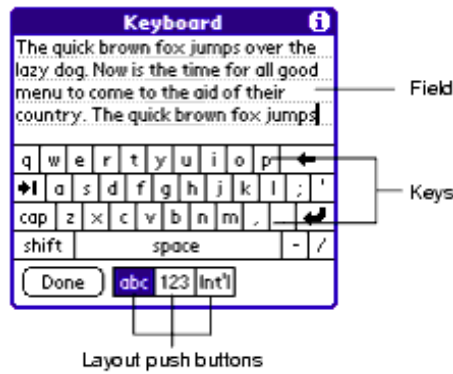 Keyboard i
The quick brown fox jumps over the
lazy dog. Now is the time for all good
menu to come to the aid of their
country. The quick brown fox jumps
Field
q w e r t y u i o p
a s d f g h j k l ; '
Keys
cap z x c v b n m , .
shift space - /
Done abc 123 Int'l
Layout push buttons